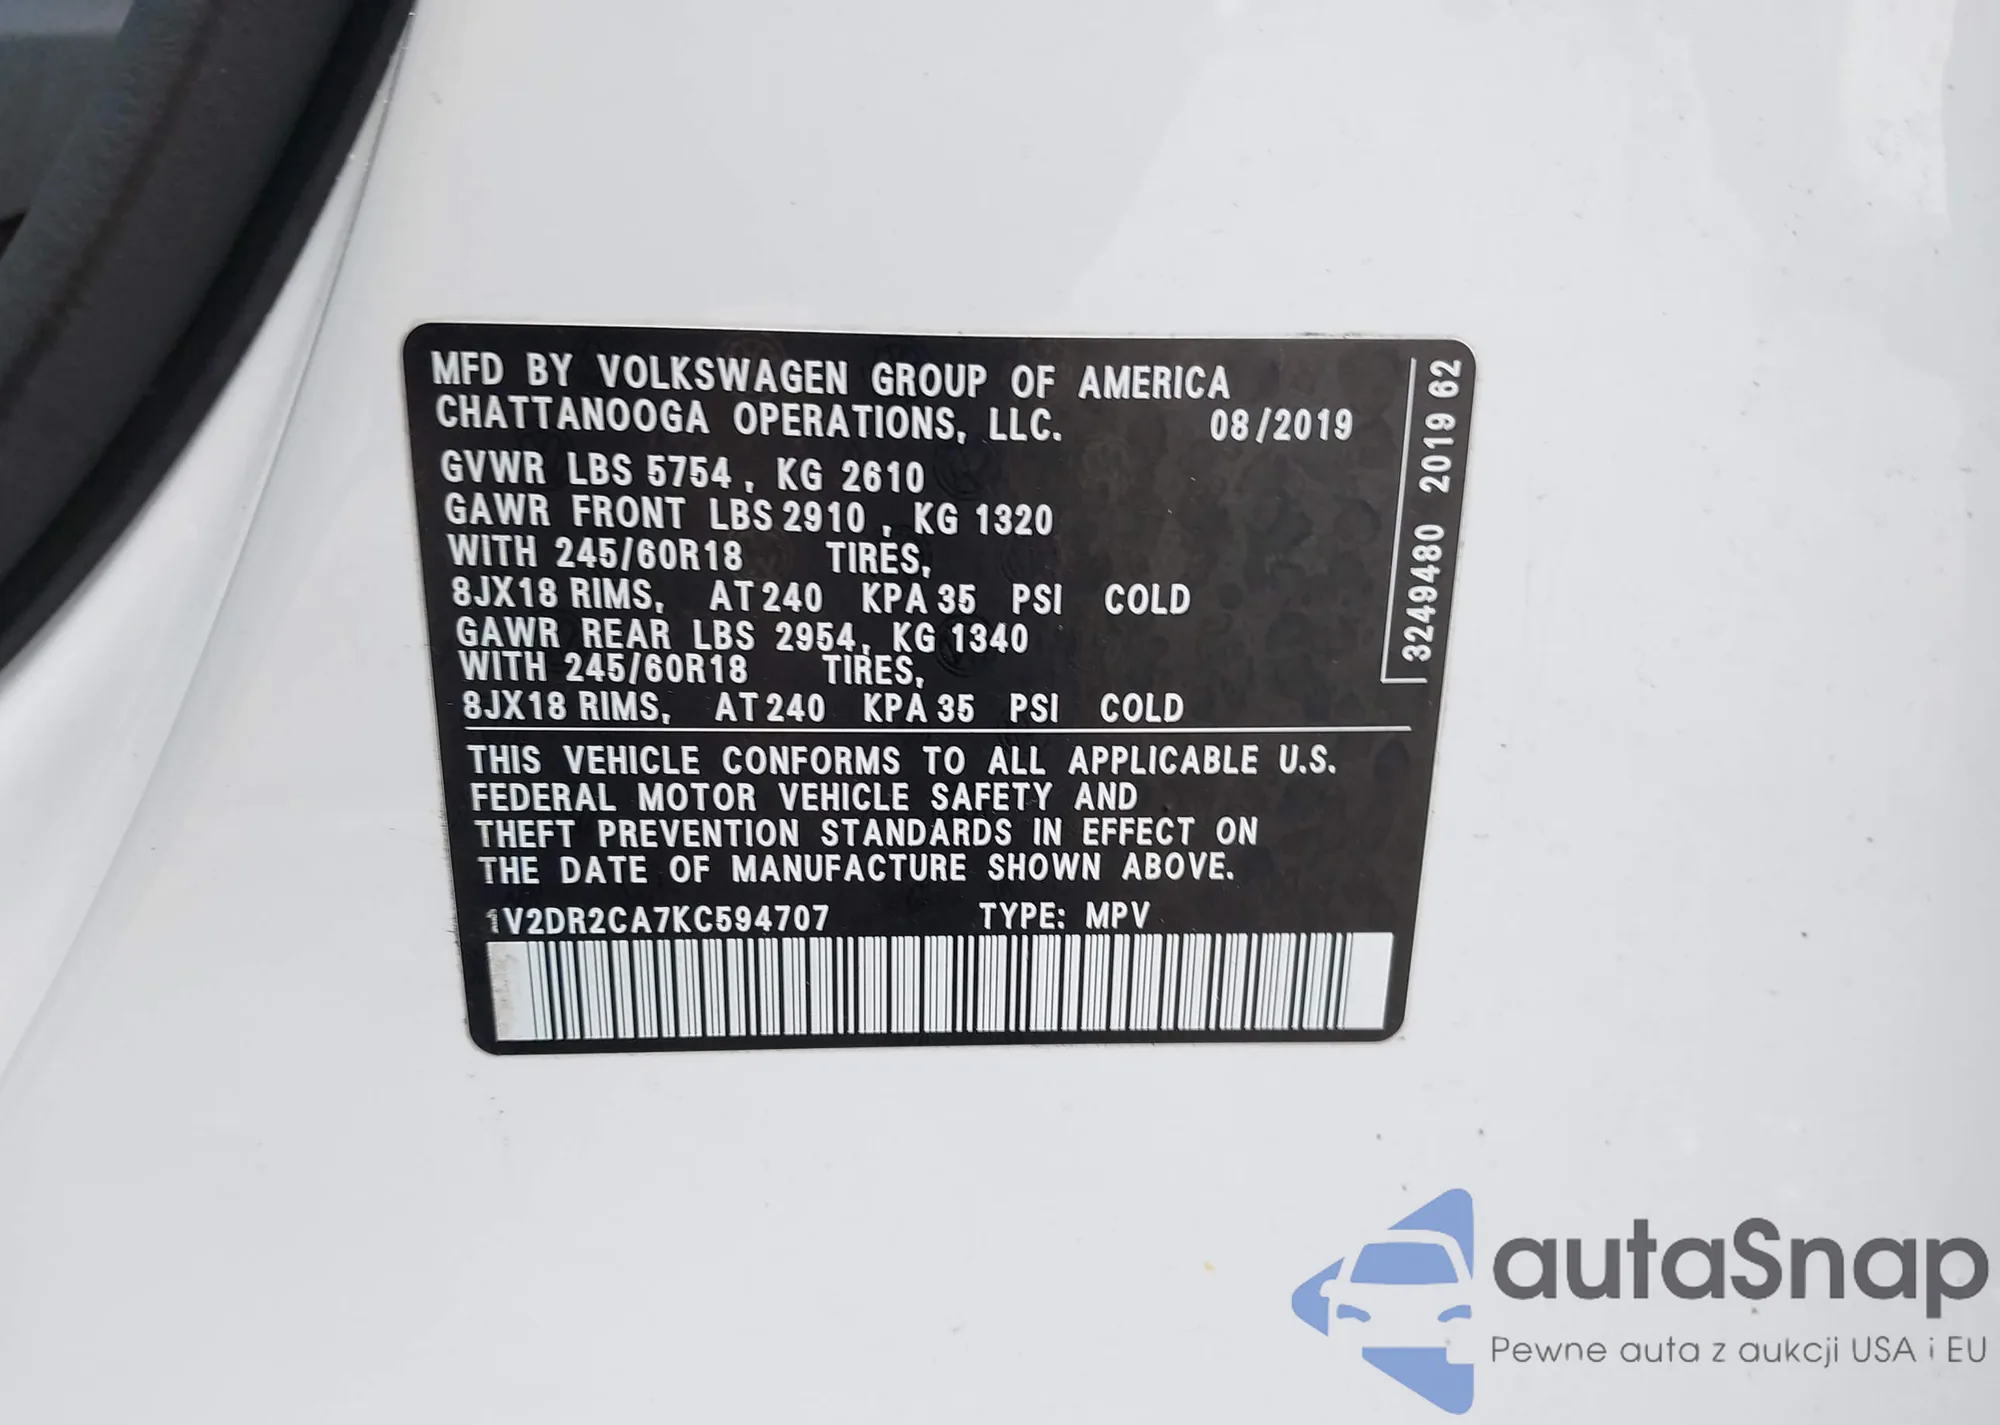 MFD BY VOLKSWAGEN GROUP OF AMERICA
CHATTANOOGA OPERATIONS, LLC. 08/2019
GVWR LBS 5754, KG 2610
GAWR FRONT LBS 2910, KG 1320
WITH 245/60R18 TIRES,
8JX18 RIMS, AT 240 KPA 35 PSI COLD
GAWR REAR LBS 2954, KG 1340
WITH 245/60R18 TIRES,
8JX18 RIMS, AT 240 KPA 35 PSI COLD
THIS VEHICLE CONFORMS TO ALL APPLICABLE U.S.
FEDERAL MOTOR VEHICLE SAFETY AND
THEFT PREVENTION STANDARDS IN EFFECT ON
THE DATE OF MANUFACTURE SHOWN ABOVE.
1V2DR2CA7KC594707 TYPE: MPV
3249480 2019 62
autaSnap
Pewne auta z aukcji USA i EU